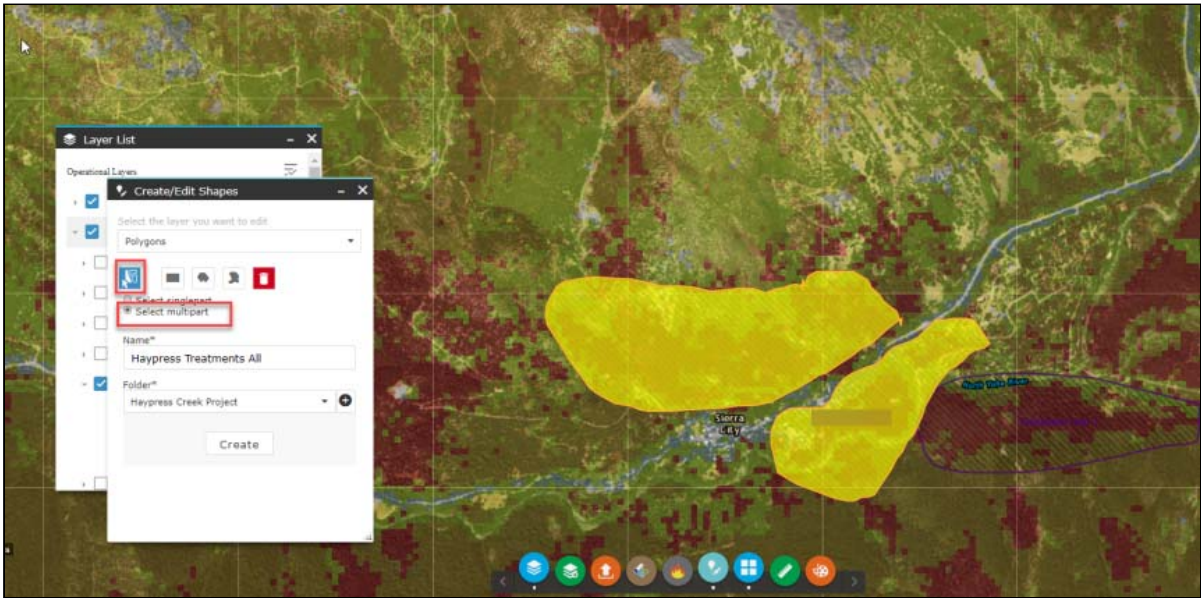 Layer List
Operational Layers
Create/Edit Shapes
Select the layer you want to edit
Polygons
Select singlepart
Select multipart
Name*
Haypress Treatments All
Folder*
Haypress Creek Project
Create
Sierra
City
North Yuba River